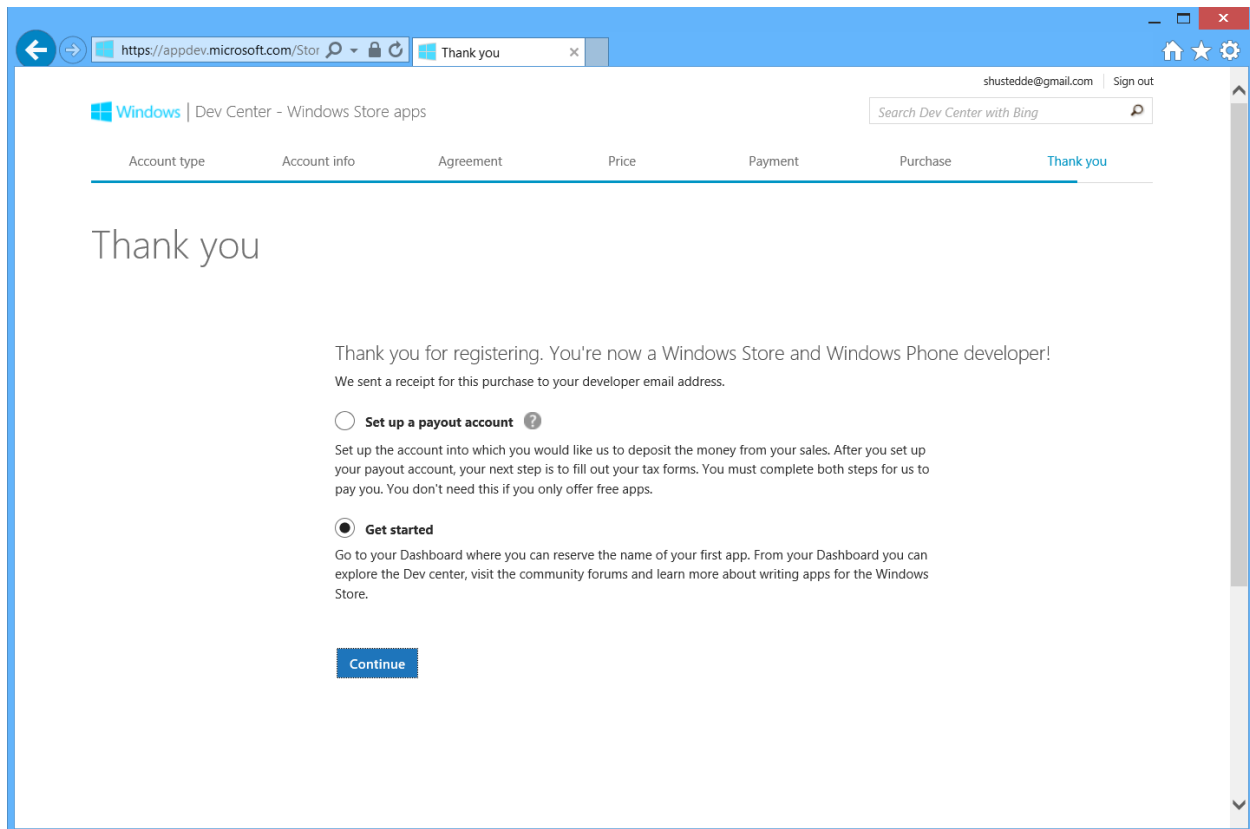 https://appdev.microsoft.com/Stor
Thank you
shustedde@gmail.com Sign out
Windows Dev Center - Windows Store apps
Search Dev Center with Bing
Account type Account info Agreement Price Payment Purchase Thank you
Thank you
Thank you for registering. You're now a Windows Store and Windows Phone developer!
We sent a receipt for this purchase to your developer email address.
Set up a payout account ?
Set up the account into which you would like us to deposit the money from your sales. After you set up
your payout account, your next step is to fill out your tax forms. You must complete both steps for us to
pay you. You don't need this if you only offer free apps.
Get started
Go to your Dashboard where you can reserve the name of your first app. From your Dashboard you can
explore the Dev center, visit the community forums and learn more about writing apps for the Windows
Store.
Continue